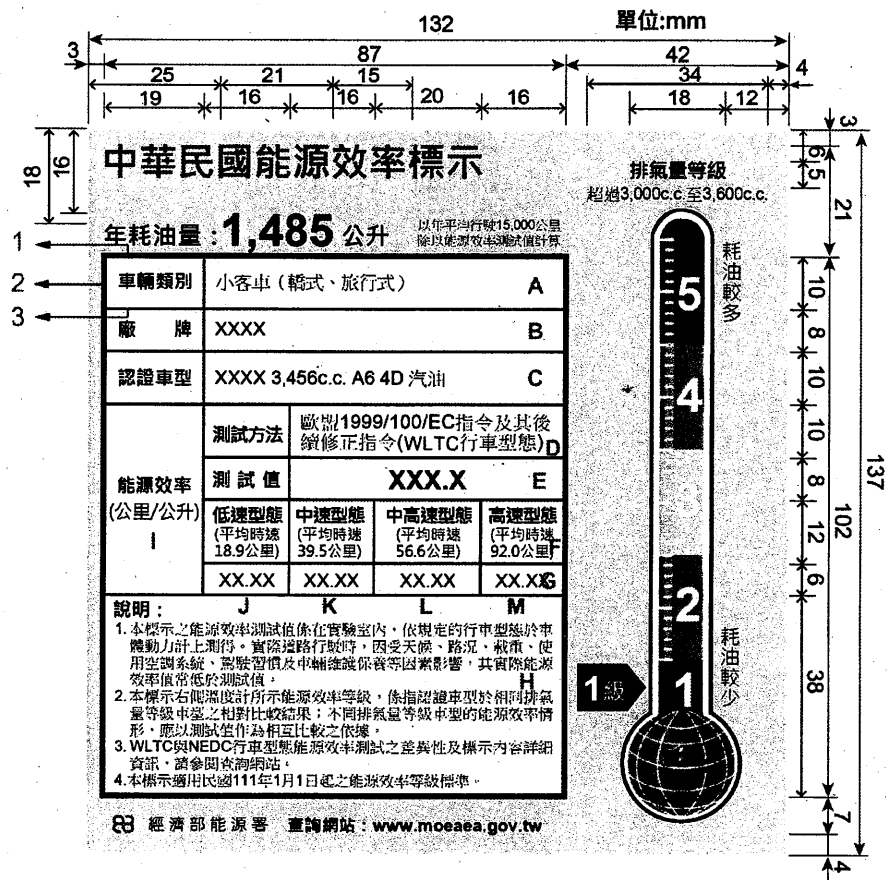 132
單位:mm
3
87
42
25
21
15
34
4
19
16
16
20
16
18
12
18
16
中華民國能源效率標示
年耗油量:1,485 公升
以年平均行駛15,000公里
除以能源效率測試值計算
1
2
3
車輛類別
小客車(轎式、旅行式)
A
廠 牌
XXXX
B
認證車型
XXXX 3,456c.c. A6 4D 汽油
C
能源效率
(公里/公升)
I
測試方法
歐盟1999/100/EC指令及其後
續修正指令(WLTC行車型態)
D
測 試 值
XXX.X
E
低速型態
(平均時速
18.9公里)
中速型態
(平均時速
39.5公里)
中高速型態
(平均時速
56.6公里)
高速型態
(平均時速
92.0公里)
F
XX.XX
XX.XX
XX.XX
XX.XX
G
說明:
J
K
L
M
1.本標示之能源效率測試值係在實驗室內,依規定的行車型態於車
體動力計上測得。實際道路行駛時,因受天候、路況、載重、使
用空調系統、駕駛習慣及車輛維護保養等因素影響,其實際能源
效率值常低於測試值。
H
2.本標示右側溫度計所示能源效率等級,係指認證車型於相同排氣
量等級車型之相對比較結果;不同排氣量等級車型的能源效率情
形,應以測試值作為相互比較之依據。
3.WLTC與NEDC行車型態能源效率測試之差異性及標示內容詳細
資訊,請參閱查詢網站。
4.本標示適用民國111年1月1日起之能源效率等級標準。
經濟部能源署
查詢網站:www.moeaea.gov.tw
排氣量等級
超過3,000c.c.至3,600c.c.
耗油較多
5
4
2
1
1級
耗油較少
3
6
5
21
10
8
10
10
8
12
6
38
102
137
7
4